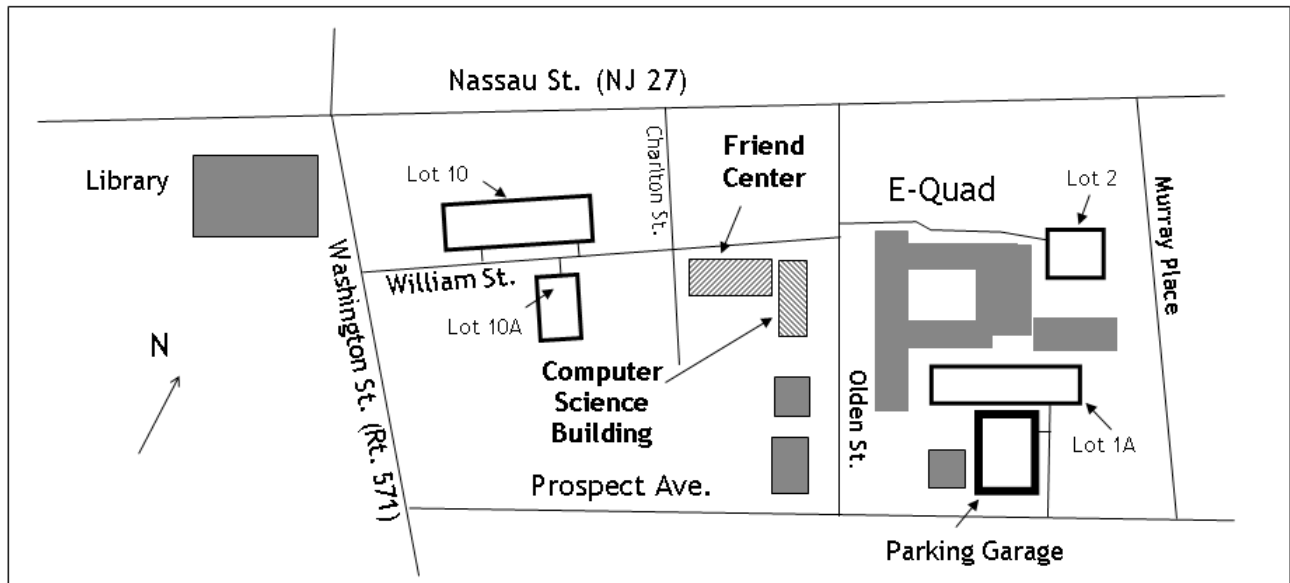 Nassau St. (NJ 27)
Library
Lot 10
Charlton St.
Friend
Center
E-Quad
Lot 2
Murray Place
Washington St. (Rt. 571)
William St.
Lot 10A
N
Computer
Science
Building
Olden St.
Lot 1A
Prospect Ave.
Parking Garage